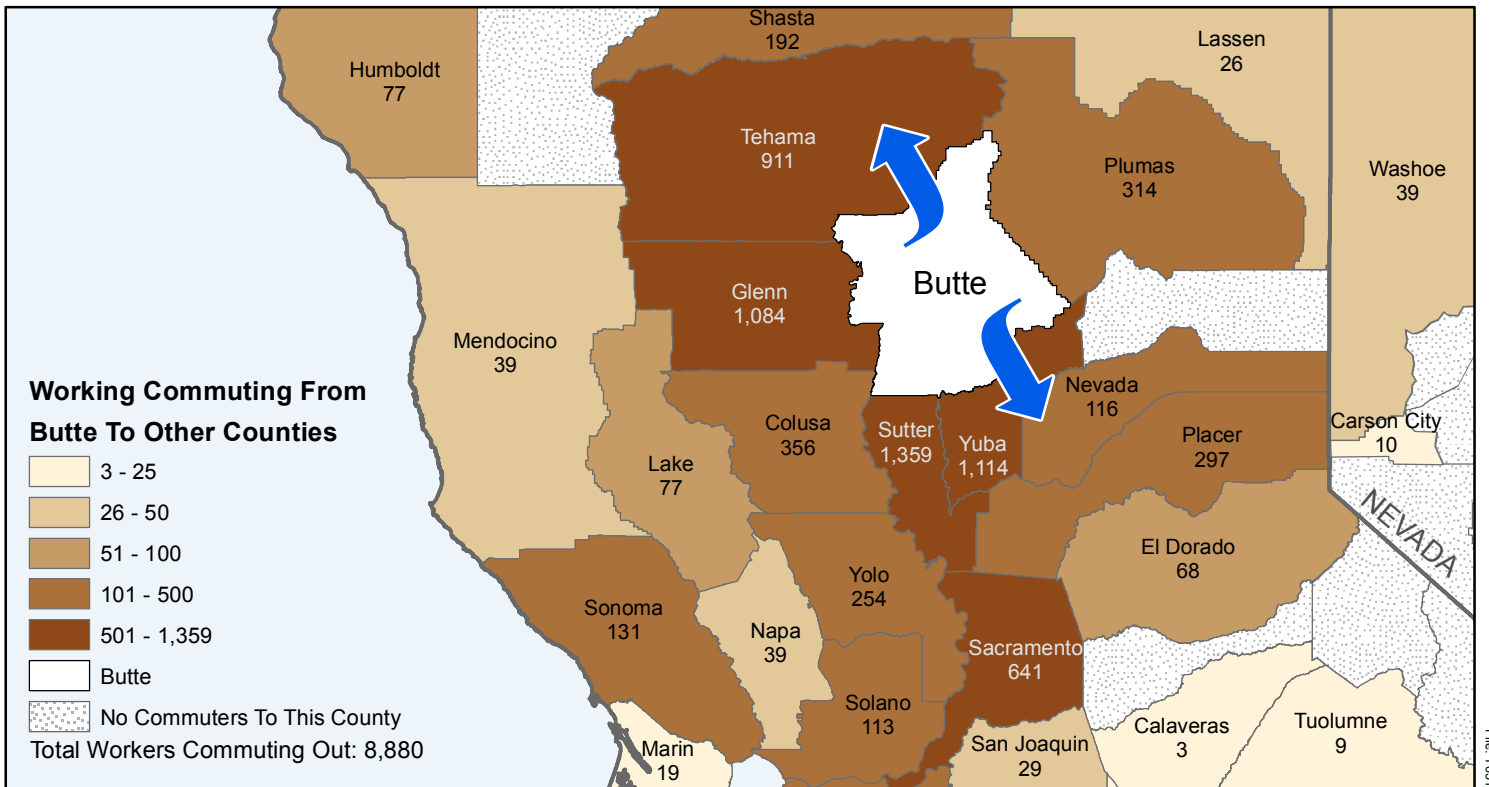 Shasta
192
Lassen
26
Humboldt
77
Tehama
911
Plumas
314
Washoe
39
Butte
Glenn
1,084
Mendocino
39
Nevada
116
Colusa
356
Sutter
1,359
Yuba
1,114
Placer
297
Carson City
10
Lake
77
NEVADA
El Dorado
68
Yolo
254
Sonoma
131
Napa
39
Sacramento
641
Solano
113
Calaveras
3
Tuolumne
9
San Joaquin
29
Marin
19
Working Commuting From
Butte To Other Counties
3 - 25
26 - 50
51 - 100
101 - 500
501 - 1,359
Butte
No Commuters To This County
Total Workers Commuting Out: 8,880